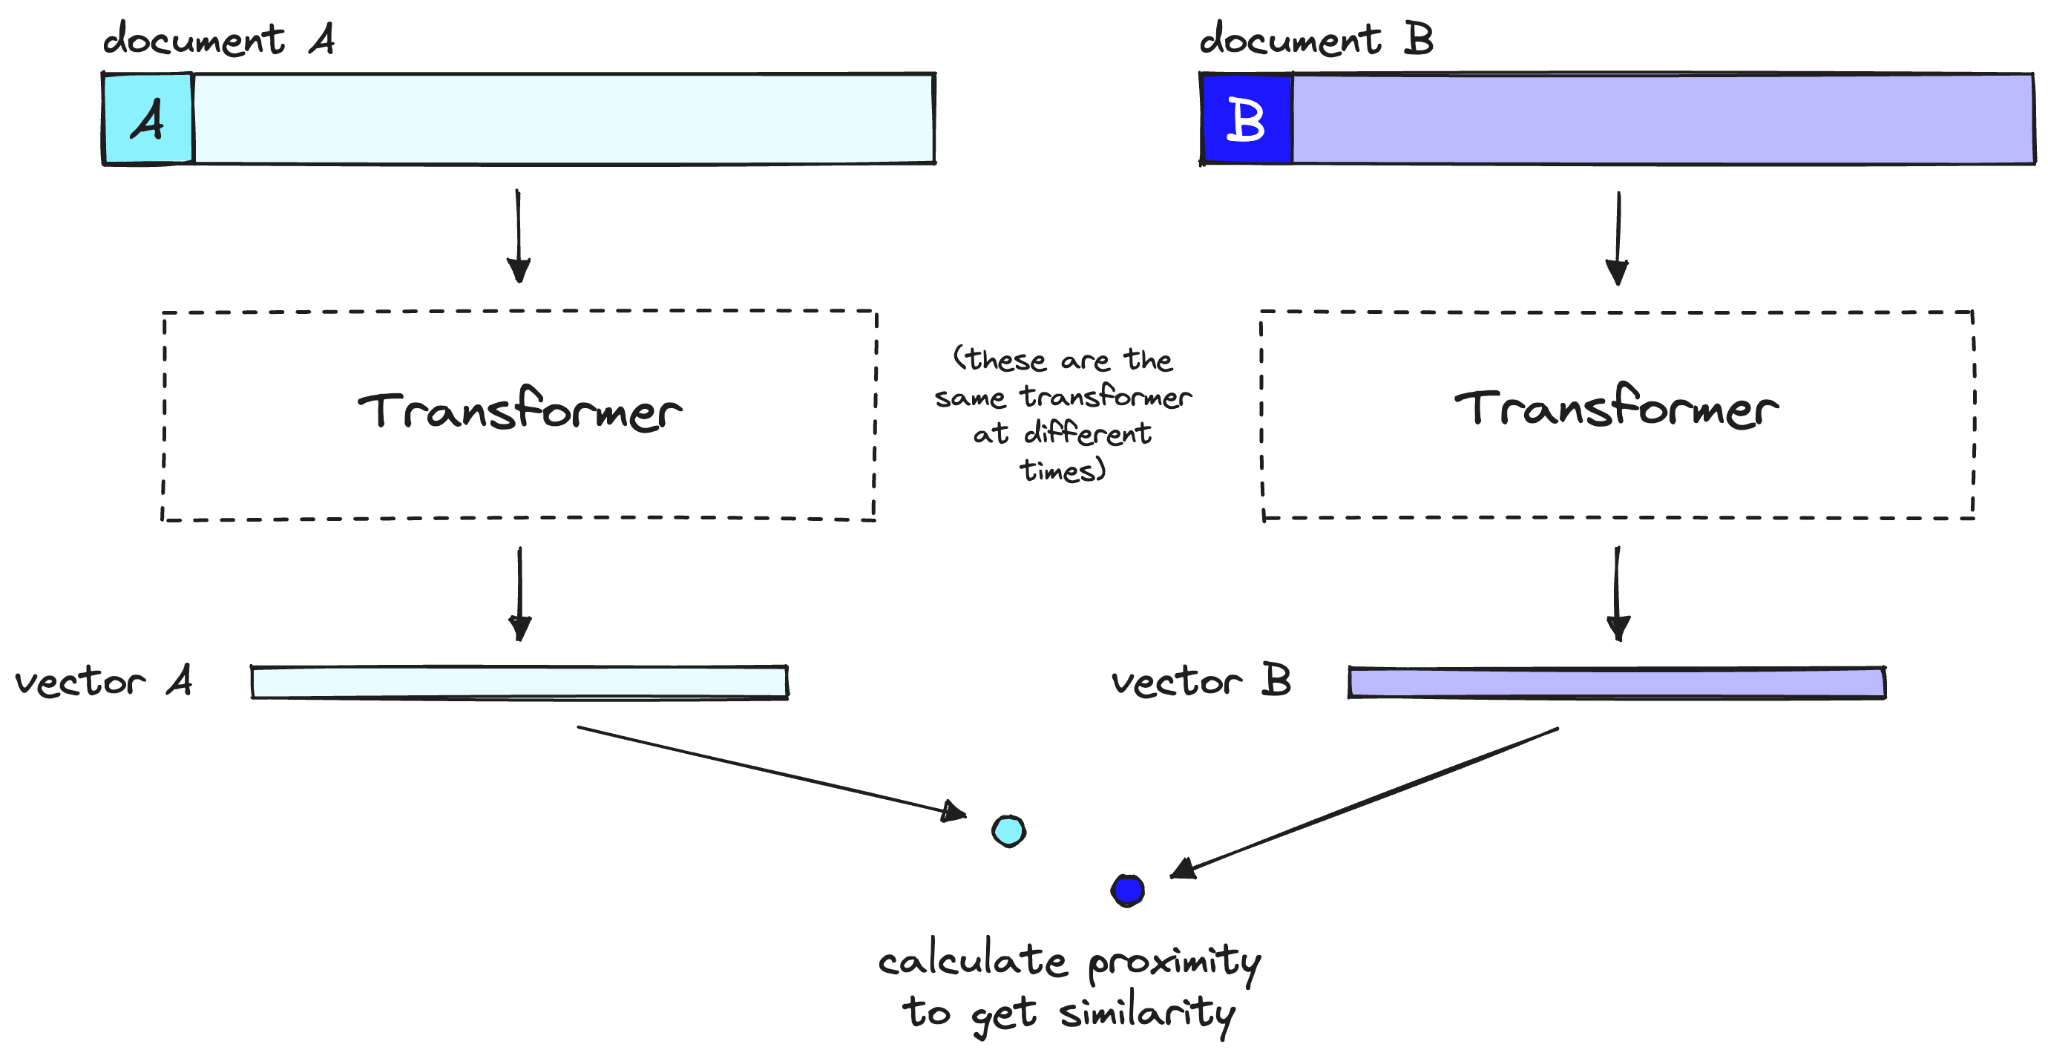 document A
document B
A
B
Transformer
(these are the
same transformer
at different
times)
Transformer
vector A
vector B
calculate proximity
to get similarity